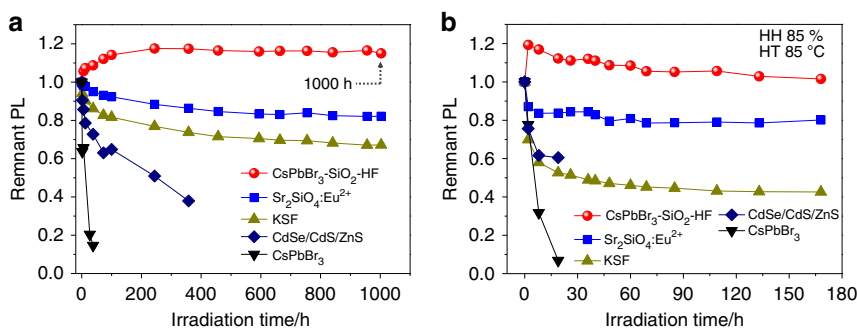 a
Remnant PL
1.2
1.0
0.8
0.6
0.4
0.2
0.0
1000 h
CsPbBr₃-SiO₂-HF
Sr₂SiO₄:Eu²⁺
KSF
CdSe/CdS/ZnS
CsPbBr₃
0 200 400 600 800 1000
Irradiation time/h
b
Remnant PL
1.2
1.0
0.8
0.6
0.4
0.2
0.0
HH 85 %
HT 85 °C
CsPbBr₃-SiO₂-HF
Sr₂SiO₄:Eu²⁺
KSF
CdSe/CdS/ZnS
CsPbBr₃
0 30 60 90 120 150 180
Irradiation time/h